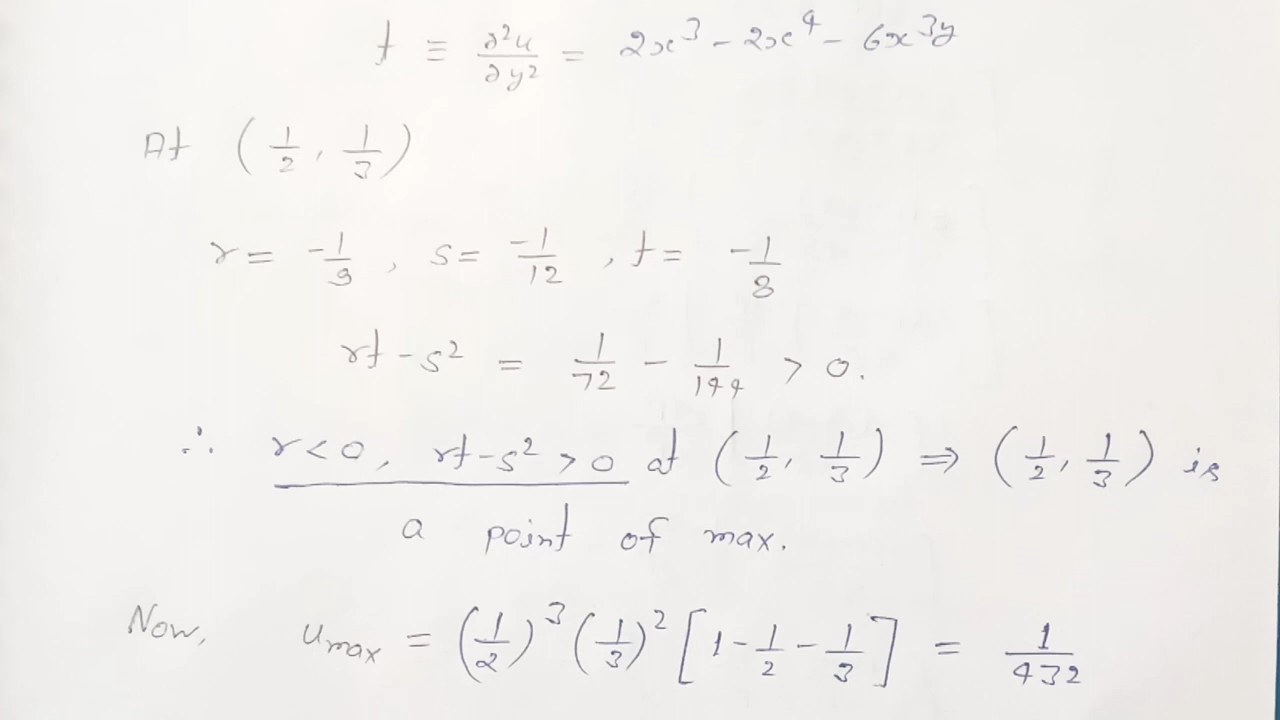 t ≡ ∂²u/∂y² = 2x³ - 2x⁴ - 6x³y
At (1/2, 1/3)
r = -1/9, s = -1/12, t = -1/8
rt - s² = 1/72 - 1/144 > 0.
∴ r < 0, rt - s² > 0 at (1/2, 1/3) ⇒ (1/2, 1/3) is
a point of max.
Now, u_max = (1/2)³ (1/3)² [1 - 1/2 - 1/3] = 1/432